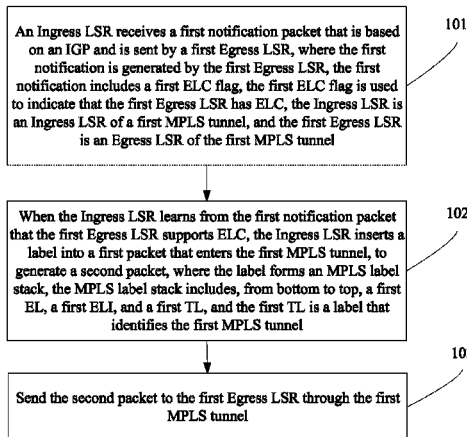 An Ingress LSR receives a first notification packet that is based
on an IGP and is sent by a first Egress LSR, where the first
notification is generated by the first Egress LSR, the first
notification includes a first ELC flag, the first ELC flag is used
to indicate that the first Egress LSR has ELC, the Ingress LSR is
an Ingress LSR of a first MPLS tunnel, and the first Egress LSR
is an Egress LSR of the first MPLS tunnel
101
When the Ingress LSR learns from the first notification packet
that the first Egress LSR supports ELC, the Ingress LSR inserts a
label into a first packet that enters the first MPLS tunnel, to
generate a second packet, where the label forms an MPLS label
stack, the MPLS label stack includes, from bottom to top, a first
EL, a first ELI, and a first TL, and the first TL is a label that
identifies the first MPLS tunnel
102
Send the second packet to the first Egress LSR through the first
MPLS tunnel